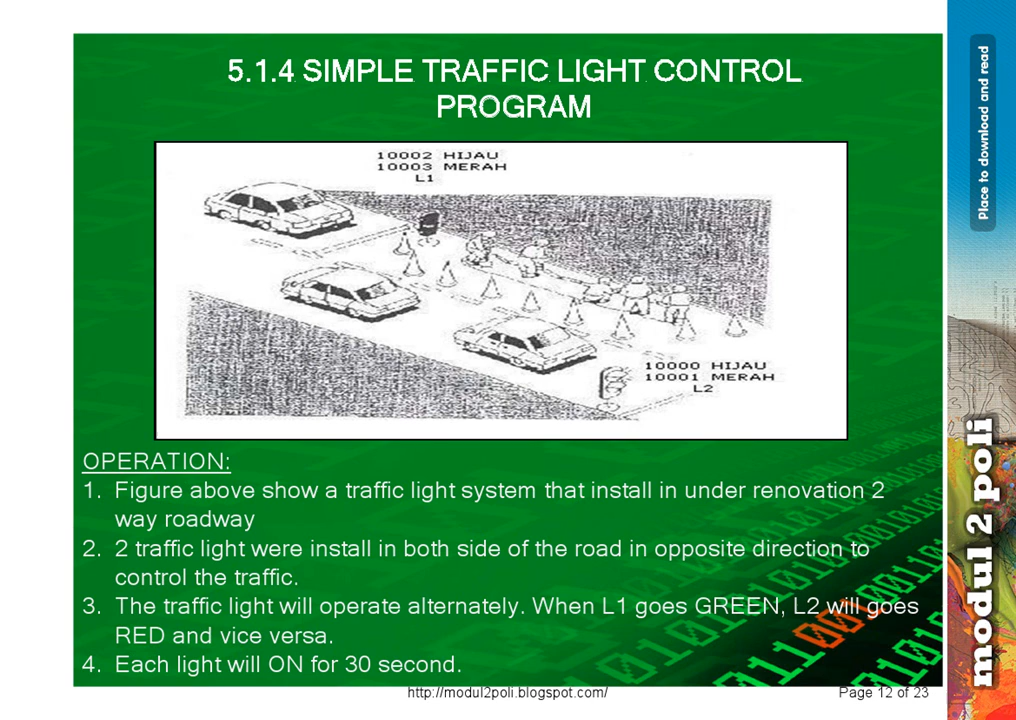 5.1.4 SIMPLE TRAFFIC LIGHT CONTROL
PROGRAM
10002 HIJAU
10003 MERAH
L1
10000 HIJAU
10001 MERAH
L2
OPERATION:
1. Figure above show a traffic light system that install in under renovation 2
way roadway
2. 2 traffic light were install in both side of the road in opposite direction to
control the traffic.
3. The traffic light will operate alternately. When L1 goes GREEN, L2 will goes
RED and vice versa.
4. Each light will ON for 30 second.
http://modul2poli.blogspot.com/
Page 12 of 23
Place to download and read
modul 2 poli